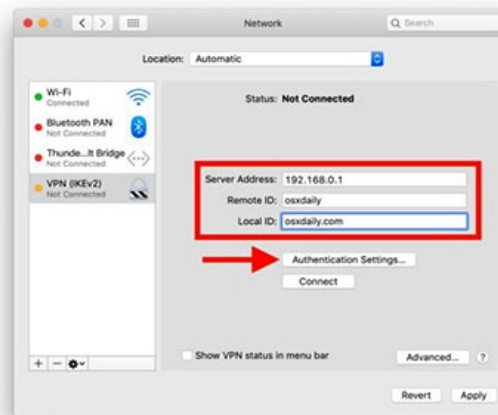 Network
Search
Location: Automatic
Wi-Fi
Connected
Bluetooth PAN
Not Connected
Thunde...lt Bridge
Not Connected
VPN (IKEv2)
Not Connected
Status: Not Connected
Server Address: 192.168.0.1
Remote ID: osxdaily
Local ID: osxdaily.com
Authentication Settings...
Connect
Show VPN status in menu bar
Advanced...
?
Revert
Apply